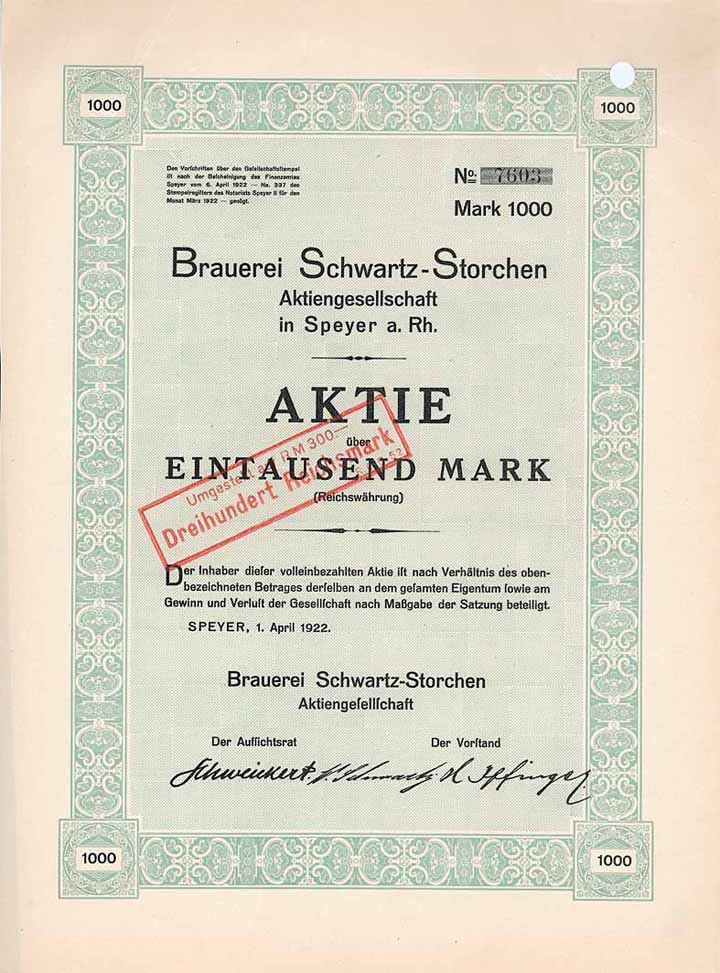 1000
1000
Den Vorſchriften über den Geſellſchaftsſtempel
iſt nach der Beſcheinigung des Finanzamtes
Speyer vom 6. April 1922 — No. 397 des
Stempelregiſters des Notariats Speyer II für den
Monat März 1922 — genügt.
No. 7603
Mark 1000
Brauerei Schwartz-Storchen
Aktiengesellschaft
in Speyer a. Rh.
AKTIE
über
EINTAUSEND MARK
(Reichswährung)
Umgestellt auf RM 300.—
Dreihundert Reichsmark
Der Inhaber dieſer volleinbezahlten Aktie iſt nach Verhältnis des oben-
bezeichneten Betrages derſelben an dem geſamten Eigentum ſowie am
Gewinn und Verluſt der Geſellſchaft nach Maßgabe der Satzung beteiligt.
SPEYER, 1. April 1922.
Brauerei Schwartz-Storchen
Aktiengeſellſchaft
Der Aufſichtsrat Der Vorſtand
Schweickert
1000
1000